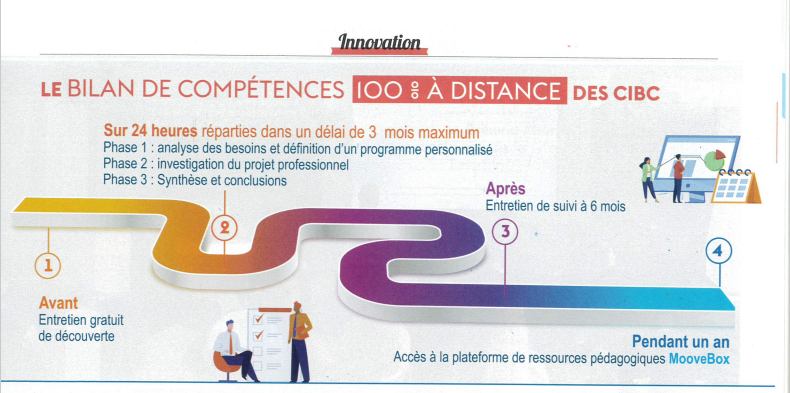 Innovation
LE BILAN DE COMPÉTENCES 100 % À DISTANCE DES CIBC
Sur 24 heures réparties dans un délai de 3 mois maximum
Phase 1 : analyse des besoins et définition d'un programme personnalisé
Phase 2 : investigation du projet professionnel
Phase 3 : Synthèse et conclusions
Après
Entretien de suivi à 6 mois
2
3
4
1
Avant
Entretien gratuit
de découverte
Pendant un an
Accès à la plateforme de ressources pédagogiques MooveBox